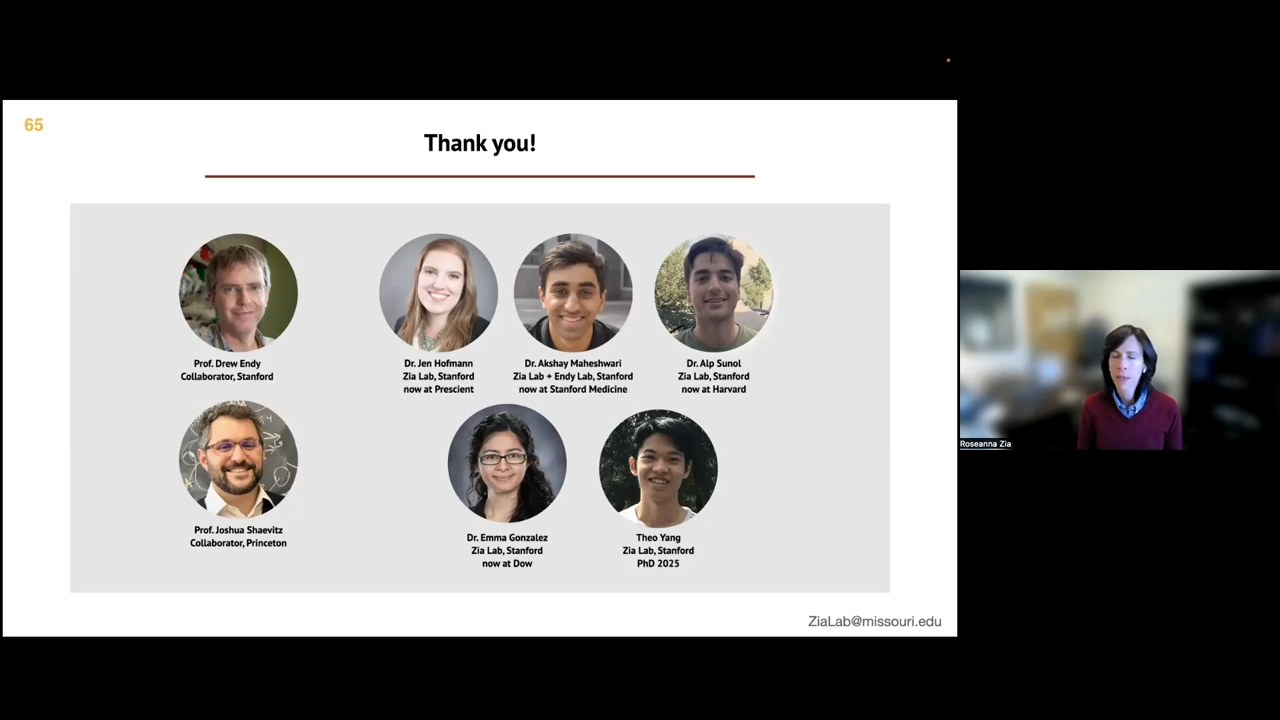 65
Thank you!
Prof. Drew Endy
Collaborator, Stanford
Dr. Jen Hofmann
Zia Lab, Stanford
now at Prescient
Dr. Akshay Maheshwari
Zia Lab + Endy Lab, Stanford
now at Stanford Medicine
Dr. Alp Sunol
Zia Lab, Stanford
now at Harvard
Prof. Joshua Shaevitz
Collaborator, Princeton
Dr. Emma Gonzalez
Zia Lab, Stanford
now at Dow
Theo Yang
Zia Lab, Stanford
PhD 2025
ZiaLab@missouri.edu
Roseanna Zia